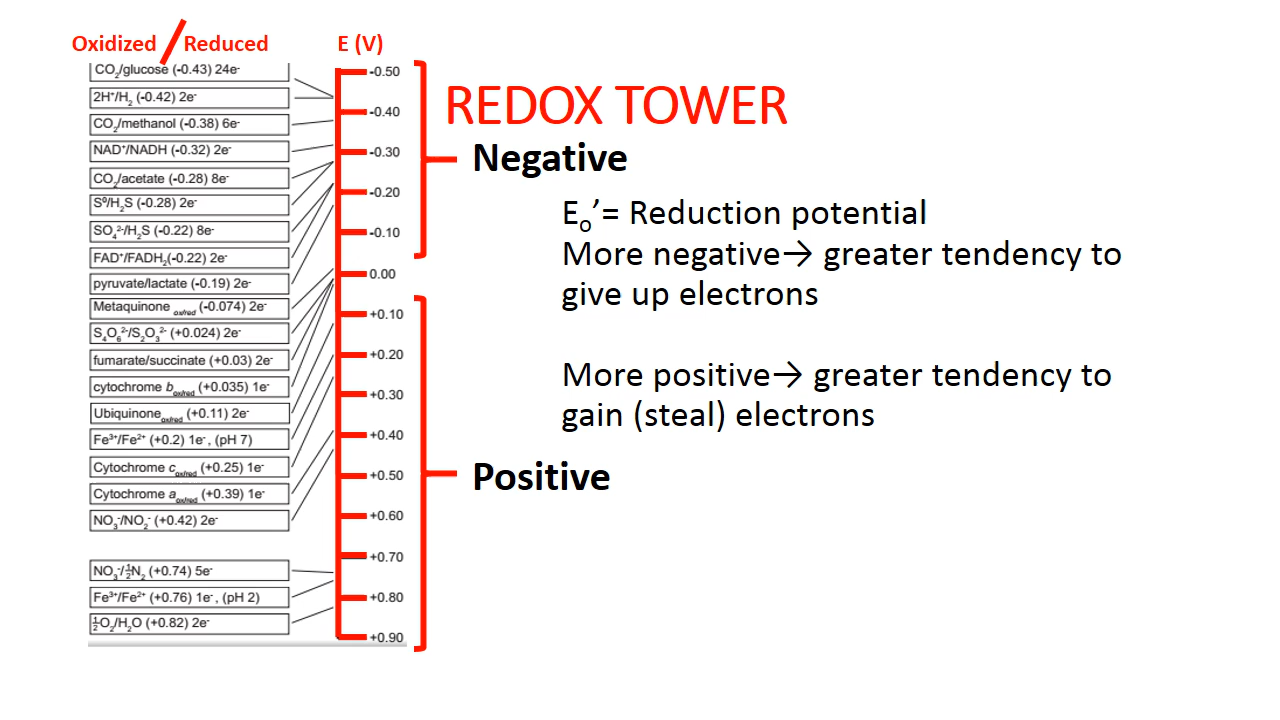 Oxidized / Reduced
E (V)
CO₂/glucose (-0.43) 24e⁻
2H⁺/H₂ (-0.42) 2e⁻
CO₂/methanol (-0.38) 6e⁻
NAD⁺/NADH (-0.32) 2e⁻
CO₂/acetate (-0.28) 8e⁻
S⁰/H₂S (-0.28) 2e⁻
SO₄²⁻/H₂S (-0.22) 8e⁻
FAD⁺/FADH₂(-0.22) 2e⁻
pyruvate/lactate (-0.19) 2e⁻
Metaquinone ox/red (-0.074) 2e⁻
S₄O₆²⁻/S₂O₃²⁻ (+0.024) 2e⁻
fumarate/succinate (+0.03) 2e⁻
cytochrome b ox/red (+0.035) 1e⁻
Ubiquinone ox/red (+0.11) 2e⁻
Fe³⁺/Fe²⁺ (+0.2) 1e⁻, (pH 7)
Cytochrome c ox/red (+0.25) 1e⁻
Cytochrome a ox/red (+0.39) 1e⁻
NO₃⁻/NO₂⁻ (+0.42) 2e⁻
NO₃⁻/½N₂ (+0.74) 5e⁻
Fe³⁺/Fe²⁺ (+0.76) 1e⁻, (pH 2)
½O₂/H₂O (+0.82) 2e⁻
-0.50
-0.40
-0.30
-0.20
-0.10
0.00
+0.10
+0.20
+0.30
+0.40
+0.50
+0.60
+0.70
+0.80
+0.90
REDOX TOWER
Negative
Eₒ’= Reduction potential
More negative→ greater tendency to
give up electrons
More positive→ greater tendency to
gain (steal) electrons
Positive